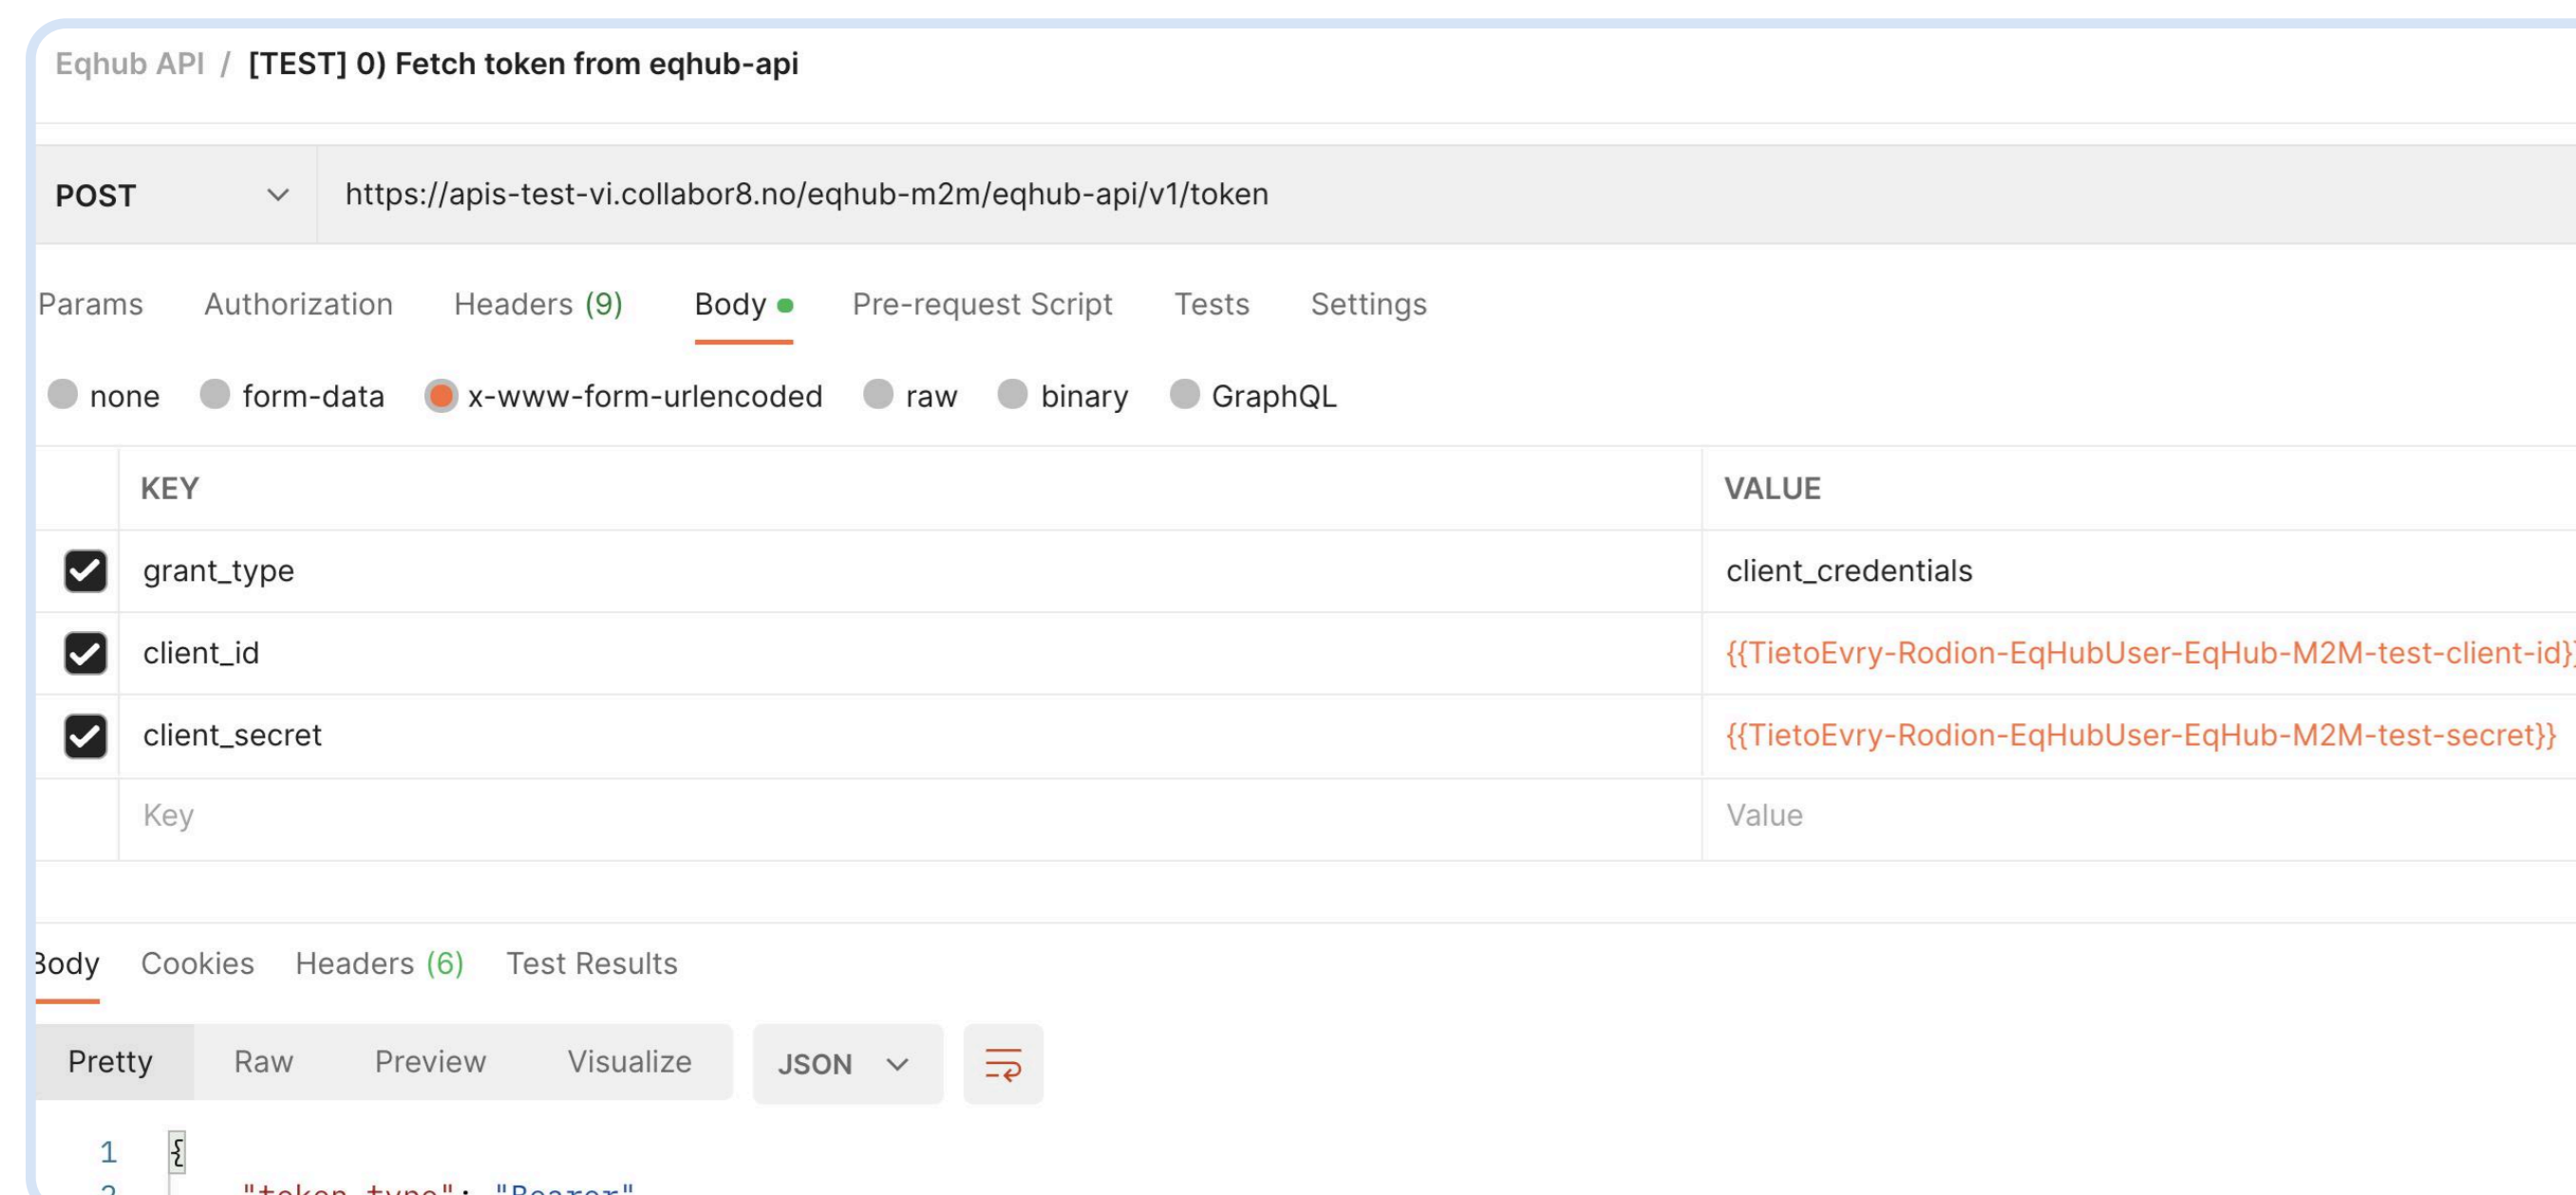 Eqhub API / [TEST] 0) Fetch token from eqhub-api
POST https://apis-test-vi.collabor8.no/eqhub-m2m/eqhub-api/v1/token
Params Authorization Headers (9) Body Pre-request Script Tests Settings
none form-data x-www-form-urlencoded raw binary GraphQL
KEY VALUE
grant_type client_credentials
client_id {{TietoEvry-Rodion-EqHubUser-EqHub-M2M-test-client-id}}
client_secret {{TietoEvry-Rodion-EqHubUser-EqHub-M2M-test-secret}}
Key Value
Body Cookies Headers (6) Test Results
Pretty Raw Preview Visualize JSON
1 {
2 "token_type": "Bearer"